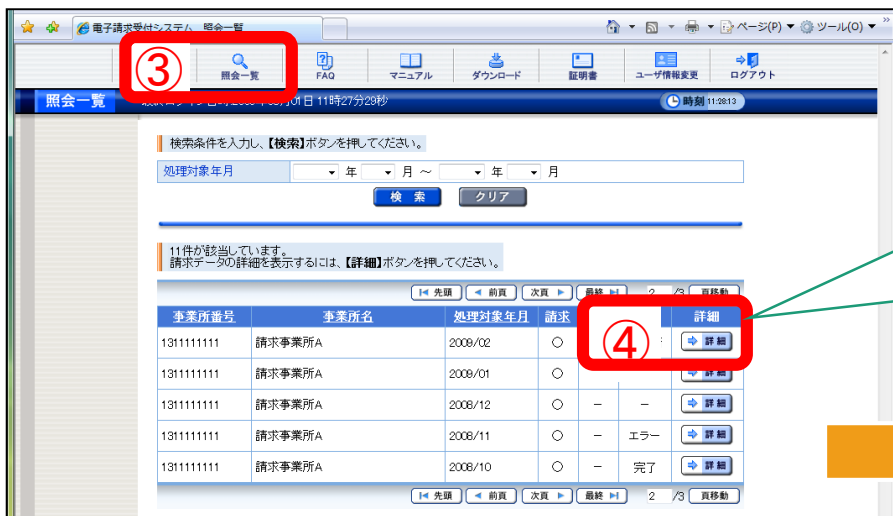 電子請求受付システム 照会一覧
ページ(P) ツール(O)
③
照会一覧
FAQ
マニュアル
ダウンロード
証明書
ユーザ情報変更
ログアウト
照会一覧
01日 11時27分29秒
時刻 11:28:13
検索条件を入力し、【検索】ボタンを押してください。
処理対象年月 年 月 ～ 年 月
検 索 クリア
11件が該当しています。
請求データの詳細を表示するには、【詳細】ボタンを押してください。
先頭 前頁 次頁 最終 2 /3 頁移動
事業所番号 事業所名 処理対象年月 請求 詳細
④
1311111111 請求事業所A 2009/02 ○ 詳細
1311111111 請求事業所A 2009/01 ○ 詳細
1311111111 請求事業所A 2008/12 ○ － － 詳細
1311111111 請求事業所A 2008/11 ○ － エラー 詳細
1311111111 請求事業所A 2008/10 ○ － 完了 詳細
先頭 前頁 次頁 最終 2 /3 頁移動